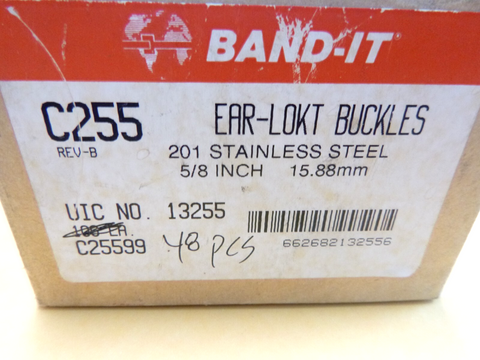 BAND-IT
C255 EAR-LOKT BUCKLES
REV-B 201 STAINLESS STEEL
5/8 INCH 15.88mm
UIC NO. 13255
100 EA.
C25599 48 pcs
662682132556